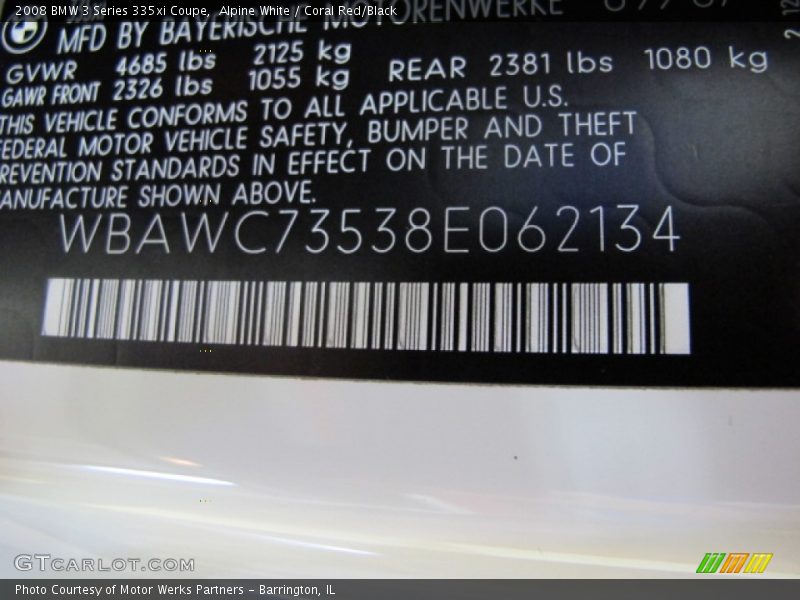 2008 BMW 3 Series 335xi Coupe, Alpine White / Coral Red/Black
MFD BY BAYERISCHE MOTORENWERKE
GVWR 4685 lbs 2125 kg
GAWR FRONT 2326 lbs 1055 kg REAR 2381 lbs 1080 kg
THIS VEHICLE CONFORMS TO ALL APPLICABLE U.S.
FEDERAL MOTOR VEHICLE SAFETY, BUMPER AND THEFT
REVENTION STANDARDS IN EFFECT ON THE DATE OF
ANUFACTURE SHOWN ABOVE.
WBAWC73538E062134
GTCARLOT.COM
Photo Courtesy of Motor Werks Partners - Barrington, IL